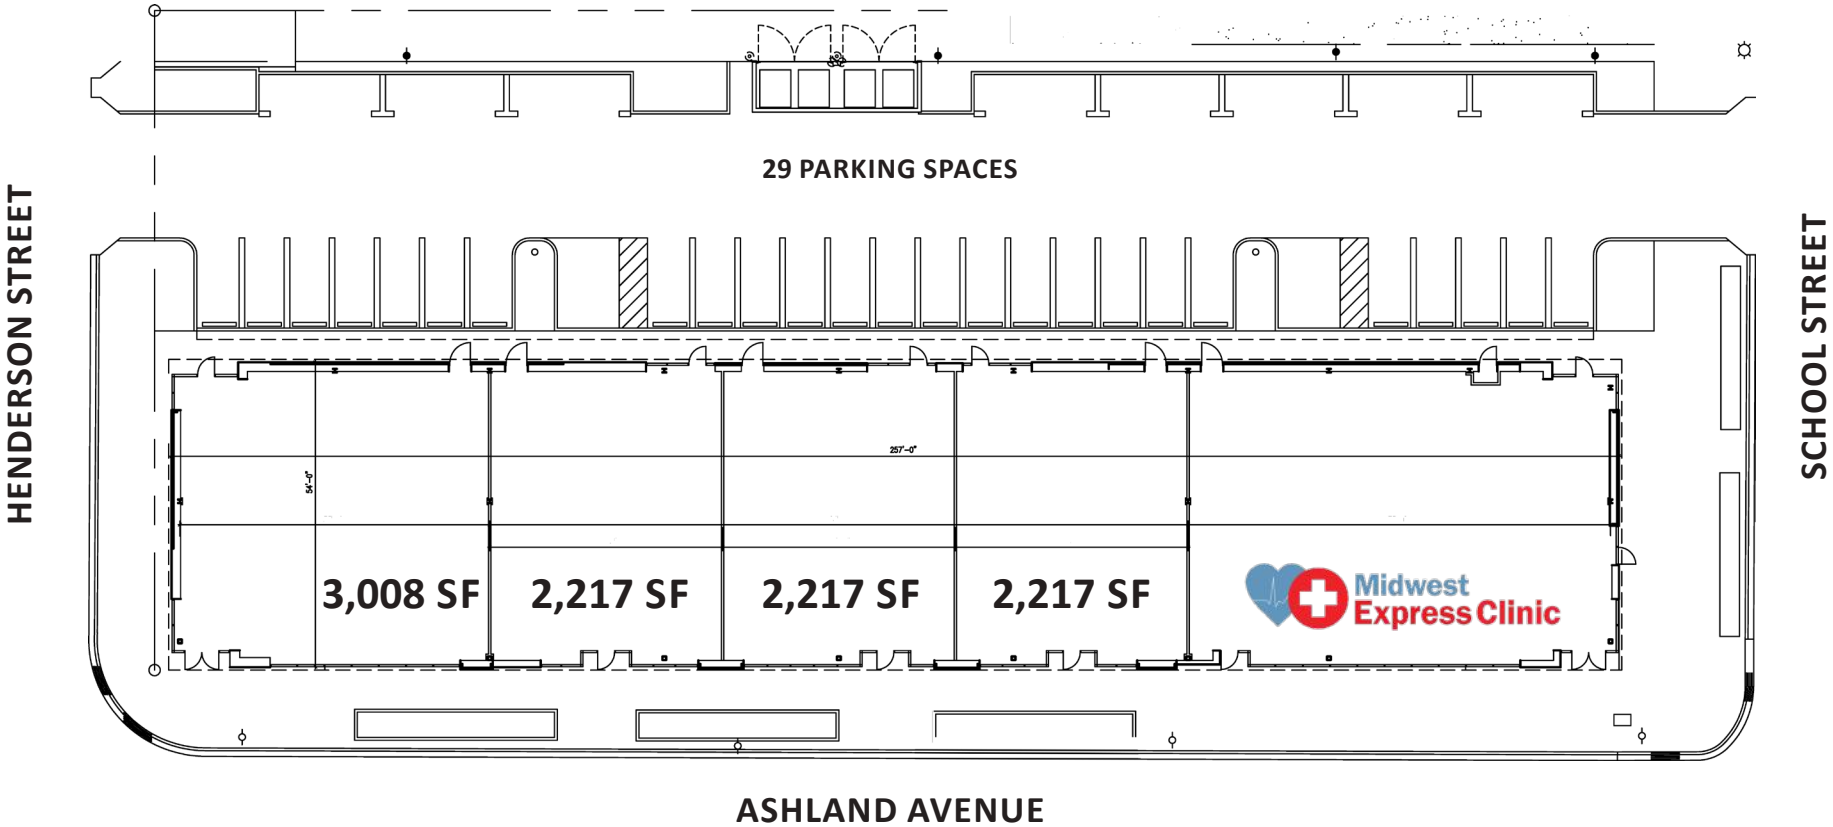 29 PARKING SPACES
HENDERSON STREET
SCHOOL STREET
257'-0"
54'-0"
3,008 SF
2,217 SF
2,217 SF
2,217 SF
Midwest
Express Clinic
ASHLAND AVENUE